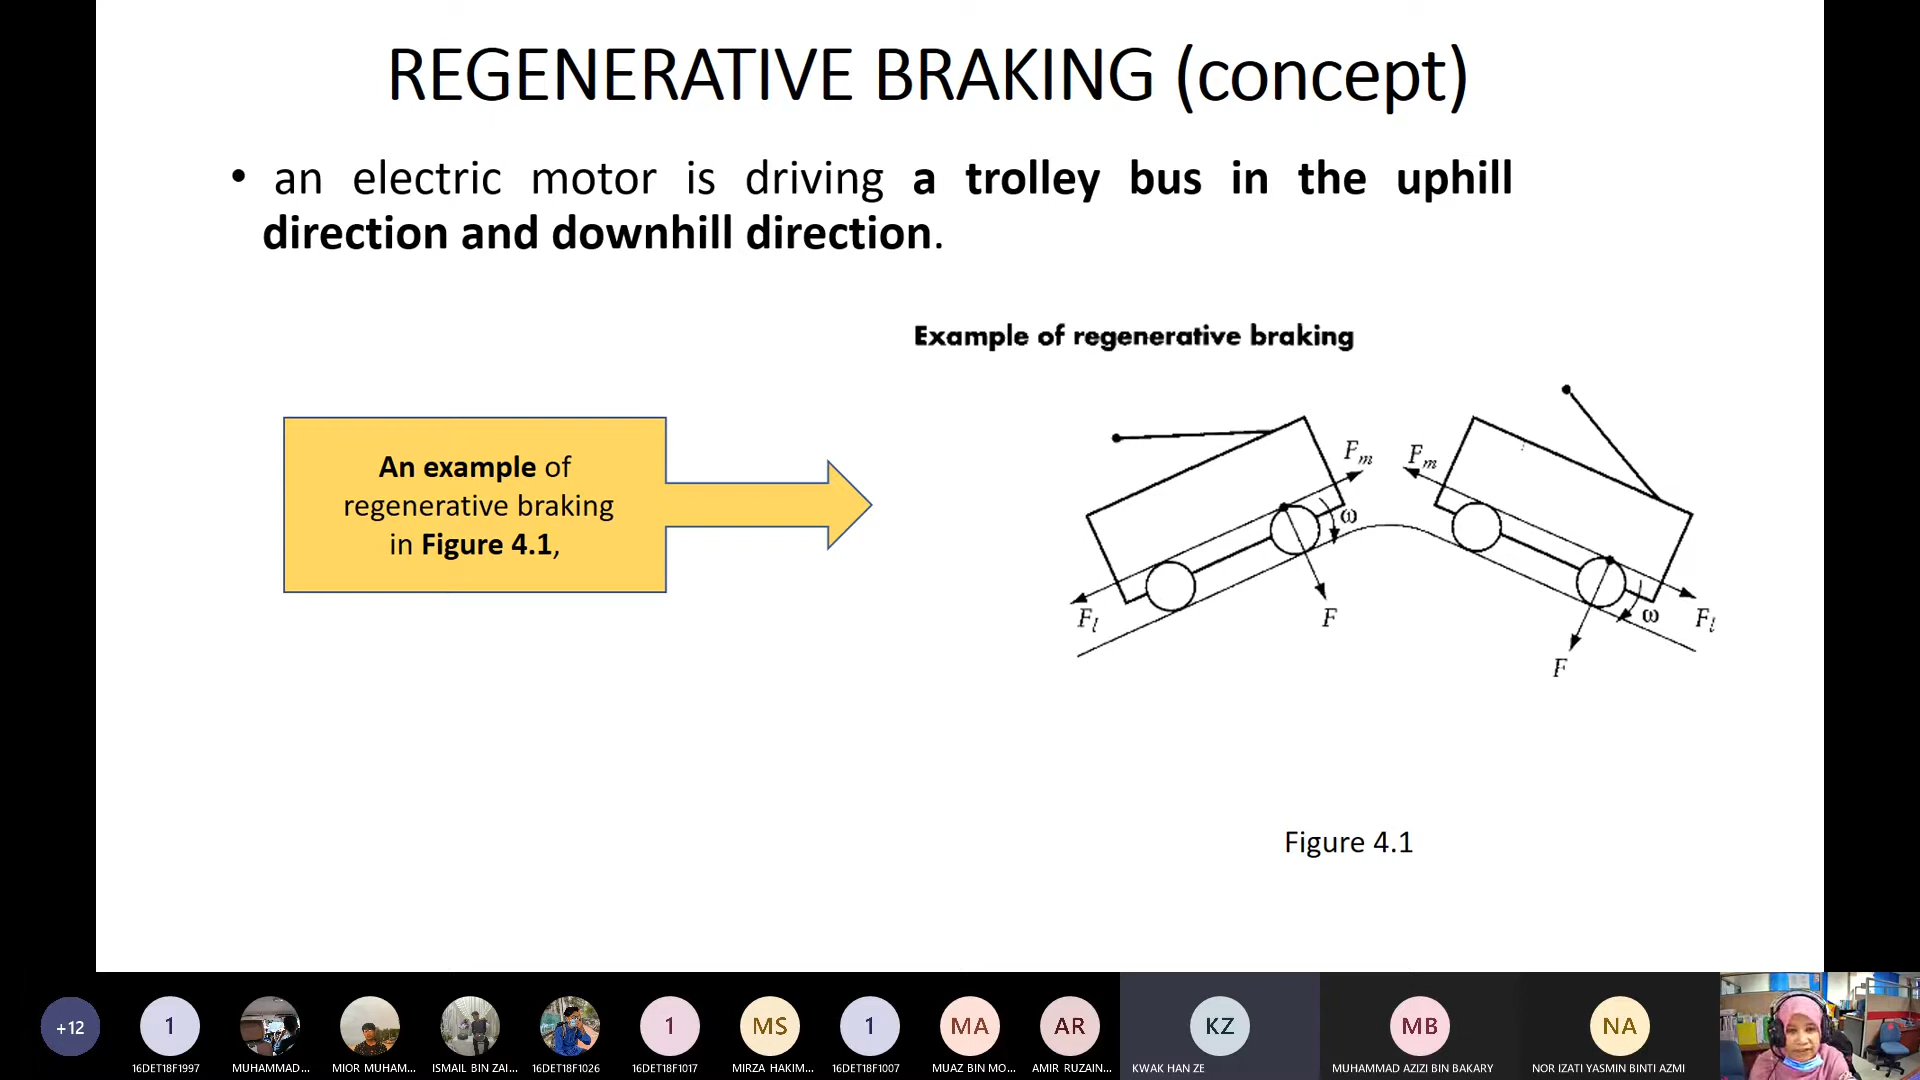 REGENERATIVE BRAKING (concept)
• an electric motor is driving a trolley bus in the uphill
direction and downhill direction.
Example of regenerative braking
An example of
regenerative braking
in Figure 4.1,
Fm
Fm
ω
Fl
F
ω
Fl
F
Figure 4.1
+12
1
1
MS
1
MA
AR
KZ
MB
NA
16DET18F1997
MUHAMMAD...
MIOR MUHAM...
ISMAIL BIN ZAI...
16DET18F1026
16DET18F1017
MIRZA HAKIM...
16DET18F1007
MUAZ BIN MO...
AMIR RUZAIN...
KWAK HAN ZE
MUHAMMAD AZIZI BIN BAKARY
NOR IZATI YASMIN BINTI AZMI